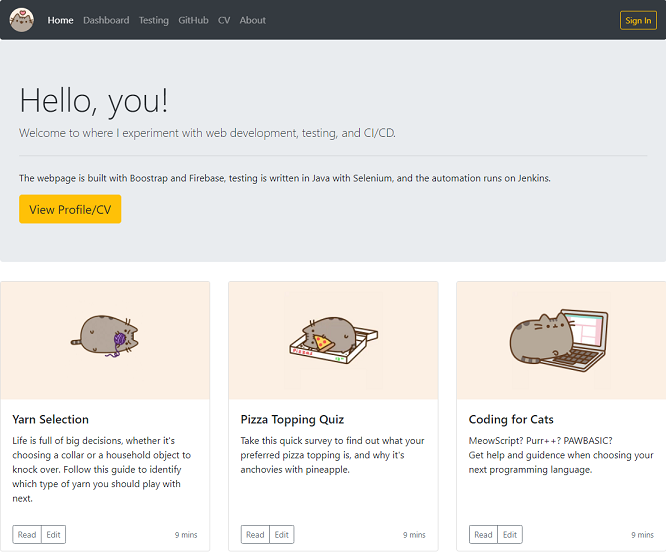 Home Dashboard Testing GitHub CV About Sign In
Hello, you!
Welcome to where I experiment with web development, testing, and CI/CD.
The webpage is built with Boostrap and Firebase, testing is written in Java with Selenium, and the automation runs on Jenkins.
View Profile/CV
Yarn Selection
Life is full of big decisions, whether it's
choosing a collar or a household object to
knock over. Follow this guide to identify
which type of yarn you should play with
next.
Read Edit 9 mins
Pizza Topping Quiz
Take this quick survey to find out what your
preferred pizza topping is, and why it's
anchovies with pineapple.
Read Edit 9 mins
Coding for Cats
MeowScript? Purr++? PAWBASIC?
Get help and guidence when choosing your
next programming language.
Read Edit 9 mins